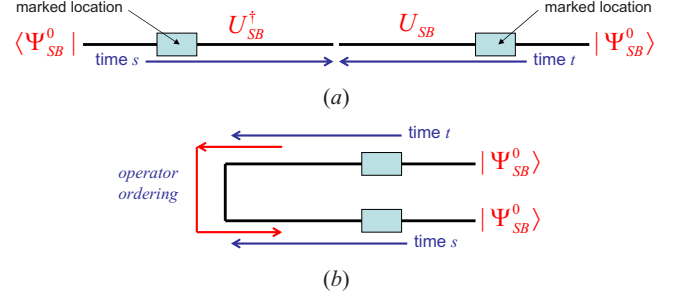 marked location
marked location
⟨Ψ⁰_SB |
U†_SB
U_SB
| Ψ⁰_SB⟩
time s
time t
(a)
time t
operator
ordering
| Ψ⁰_SB⟩
| Ψ⁰_SB⟩
time s
(b)